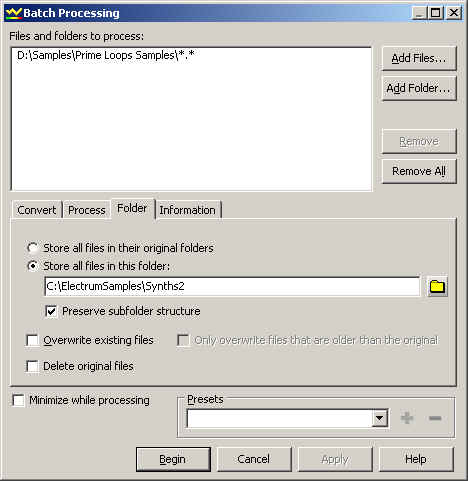 Batch Processing
Files and folders to process:
D:\Samples\Prime Loops Samples\*.*
Add Files...
Add Folder...
Remove
Remove All
Convert Process Folder Information
Store all files in their original folders
Store all files in this folder:
C:\ElectrumSamples\Synths2
Preserve subfolder structure
Overwrite existing files Only overwrite files that are older than the original
Delete original files
Minimize while processing
Presets
Begin Cancel Apply Help